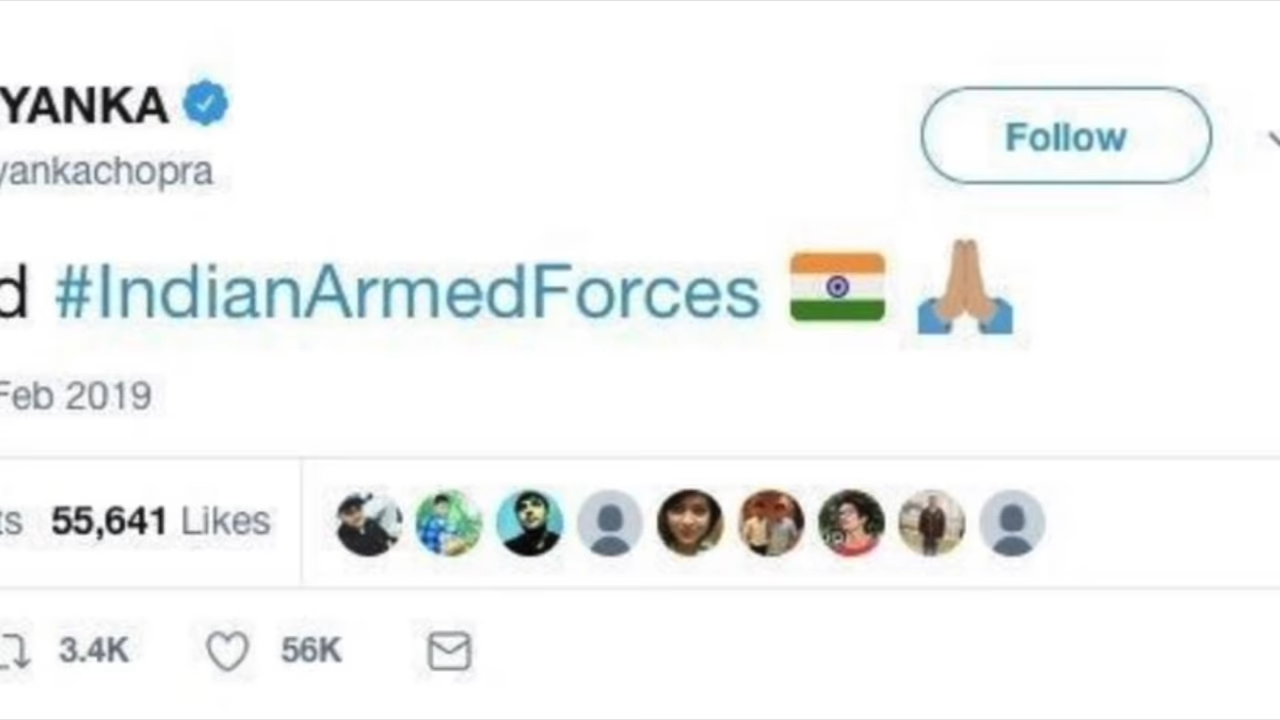 YANKA
yankachopra
Follow
d #IndianArmedForces
Feb 2019
ts 55,641 Likes
3.4K 56K